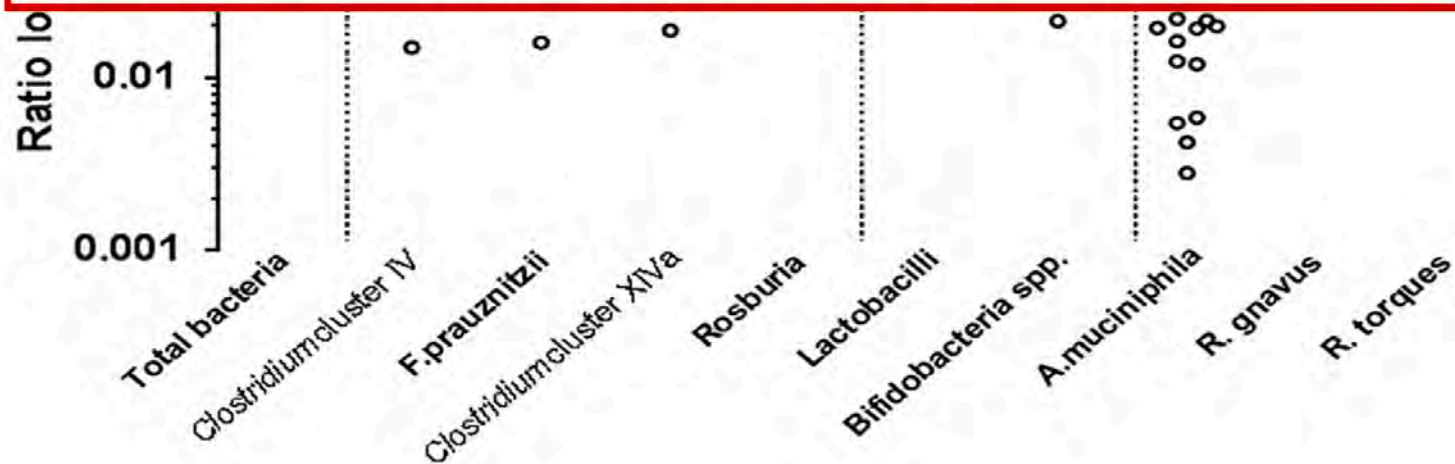 Ratio lo
0.01
0.001
Total bacteria
Clostridiumcluster IV
F.prauznitzii
Clostridiumcluster XIVa
Rosburia
Lactobacilli
Bifidobacteria spp.
A.muciniphila
R. gnavus
R. torques